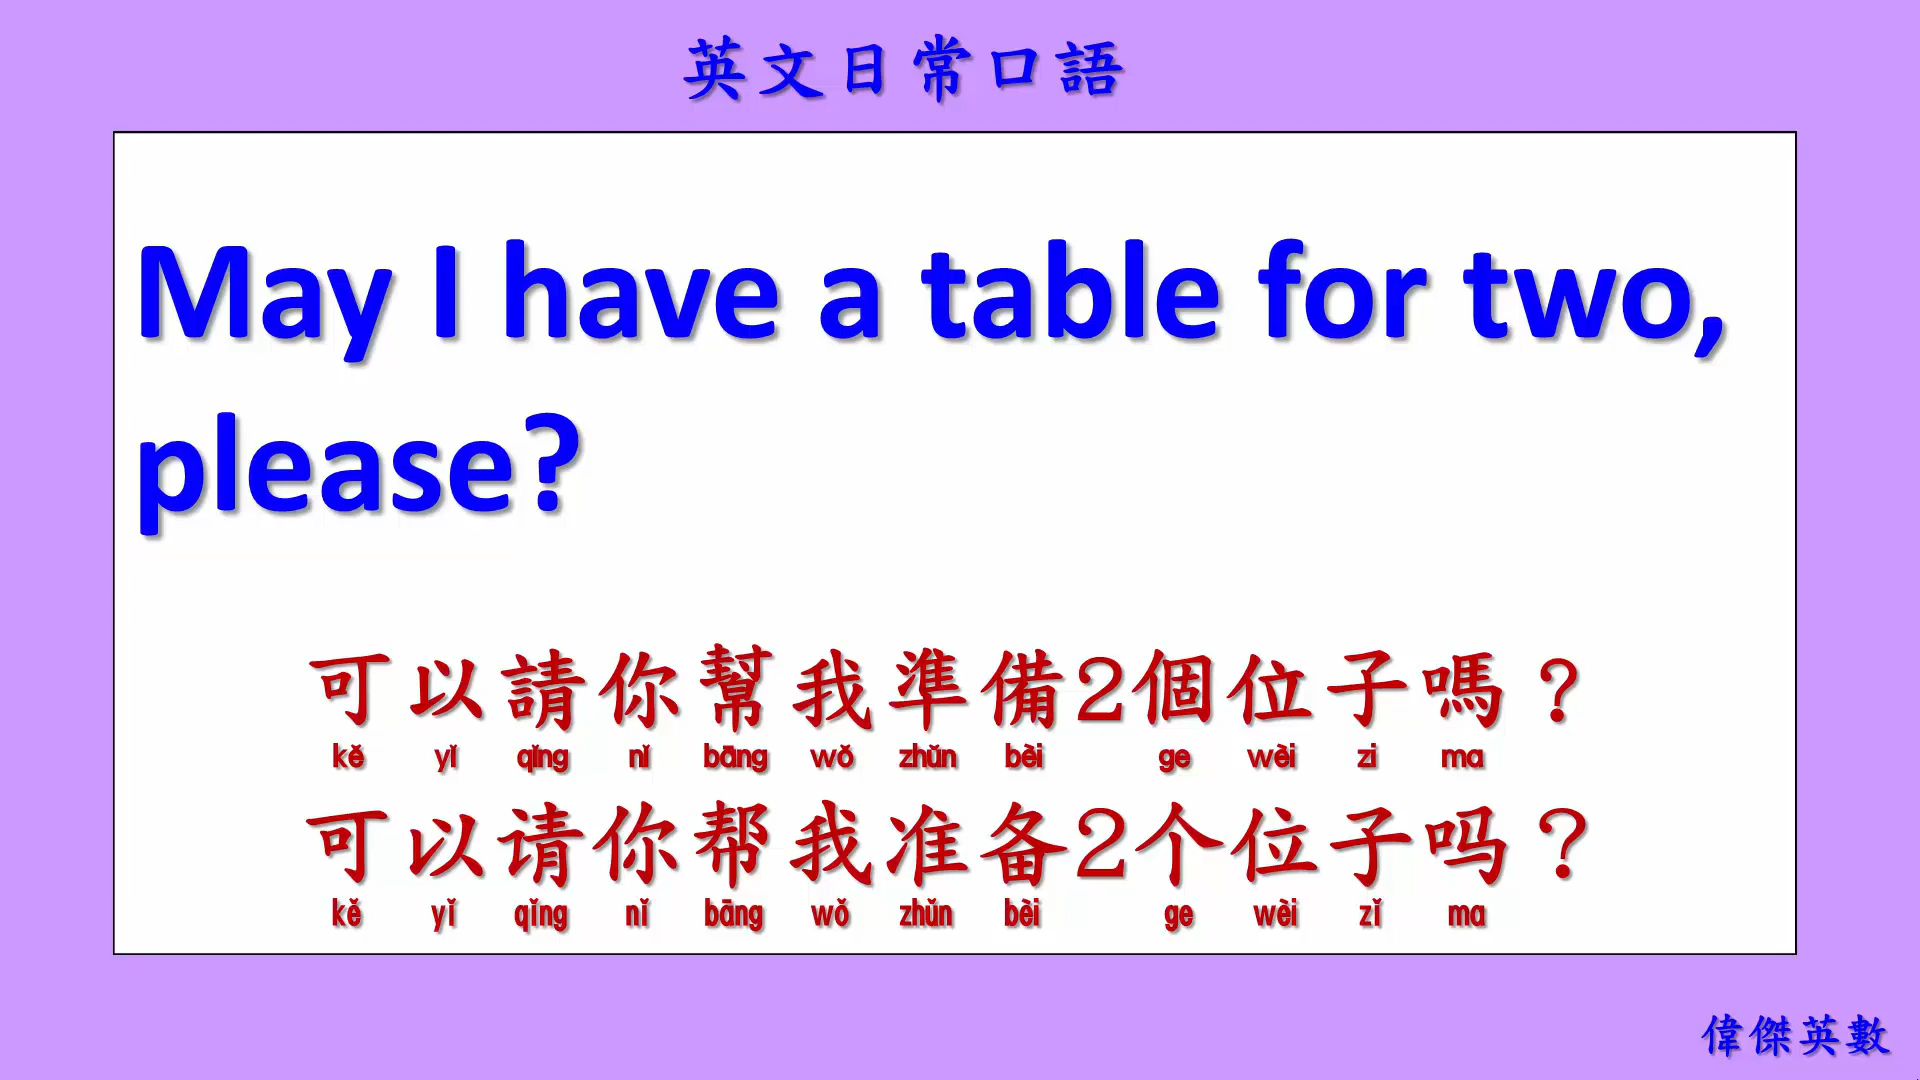 英文日常口語
May I have a table for two,
please?
可以請你幫我準備2個位子嗎？
kě yǐ qǐng nǐ bāng wǒ zhǔn bèi ge wèi zi ma
可以请你帮我准备2个位子吗？
kě yǐ qǐng nǐ bāng wǒ zhǔn bèi ge wèi zǐ ma
偉傑英數